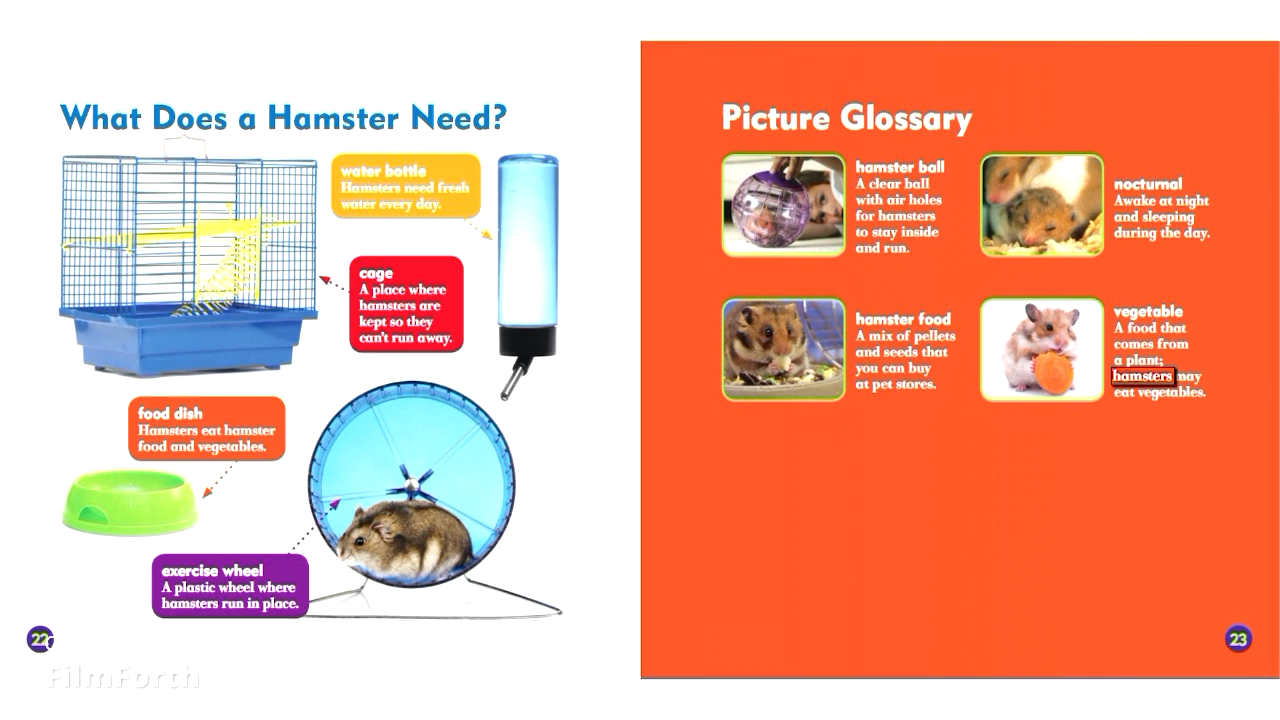 What Does a Hamster Need?
water bottle
Hamsters need fresh
water every day.
cage
A place where
hamsters are
kept so they
can't run away.
food dish
Hamsters eat hamster
food and vegetables.
exercise wheel
A plastic wheel where
hamsters run in place.
22
FilmForth
Picture Glossary
hamster ball
A clear ball
with air holes
for hamsters
to stay inside
and run.
nocturnal
Awake at night
and sleeping
during the day.
hamster food
A mix of pellets
and seeds that
you can buy
at pet stores.
vegetable
A food that
comes from
a plant;
hamsters may
eat vegetables.
23